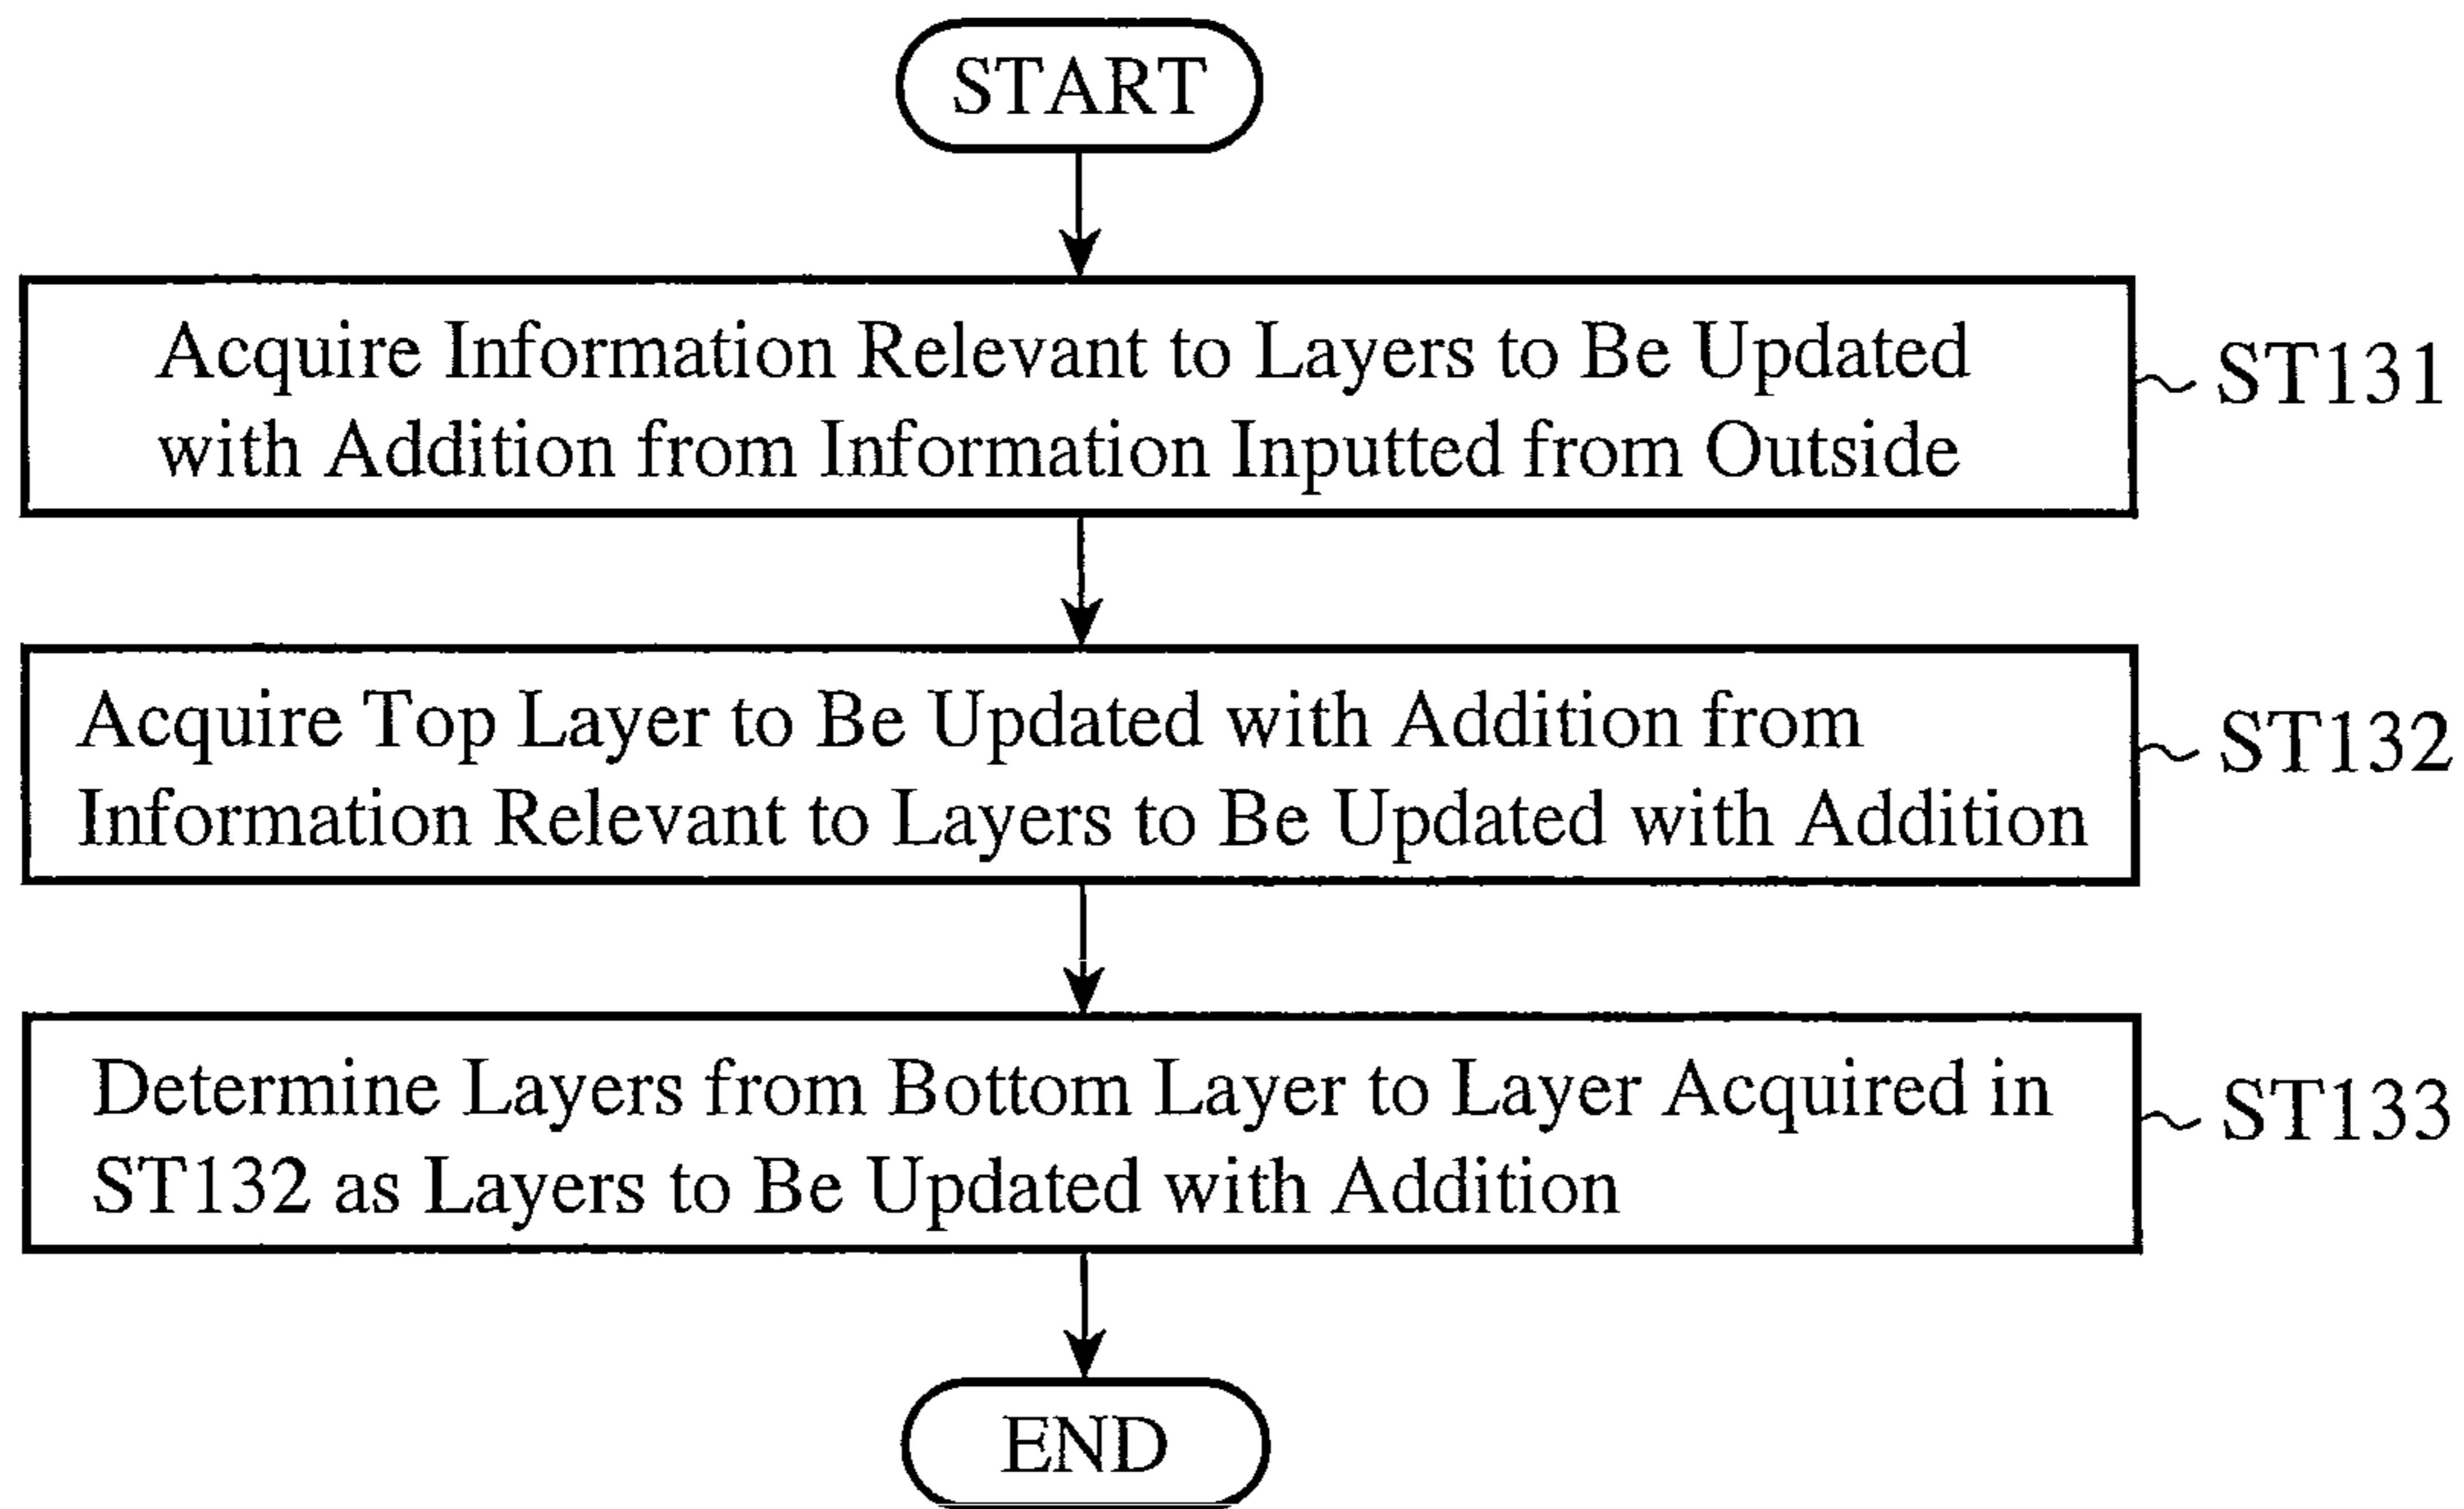 START
Acquire Information Relevant to Layers to Be Updated
with Addition from Information Inputted from Outside
ST131
Acquire Top Layer to Be Updated with Addition from
Information Relevant to Layers to Be Updated with Addition
ST132
Determine Layers from Bottom Layer to Layer Acquired in
ST132 as Layers to Be Updated with Addition
ST133
END